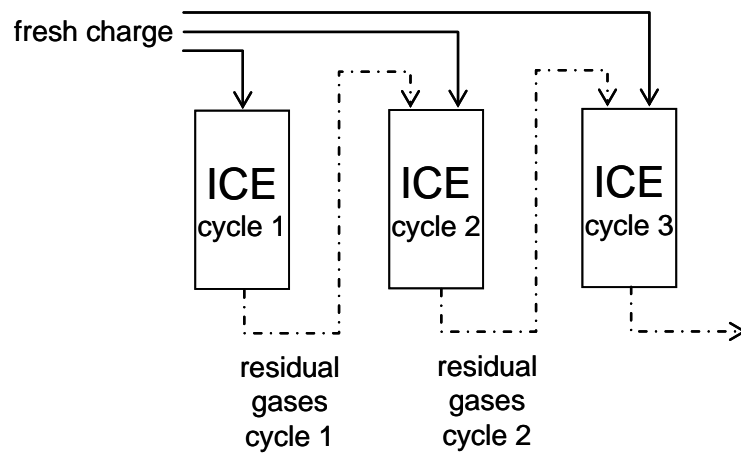 fresh charge
ICE
cycle 1
ICE
cycle 2
ICE
cycle 3
residual
gases
cycle 1
residual
gases
cycle 2